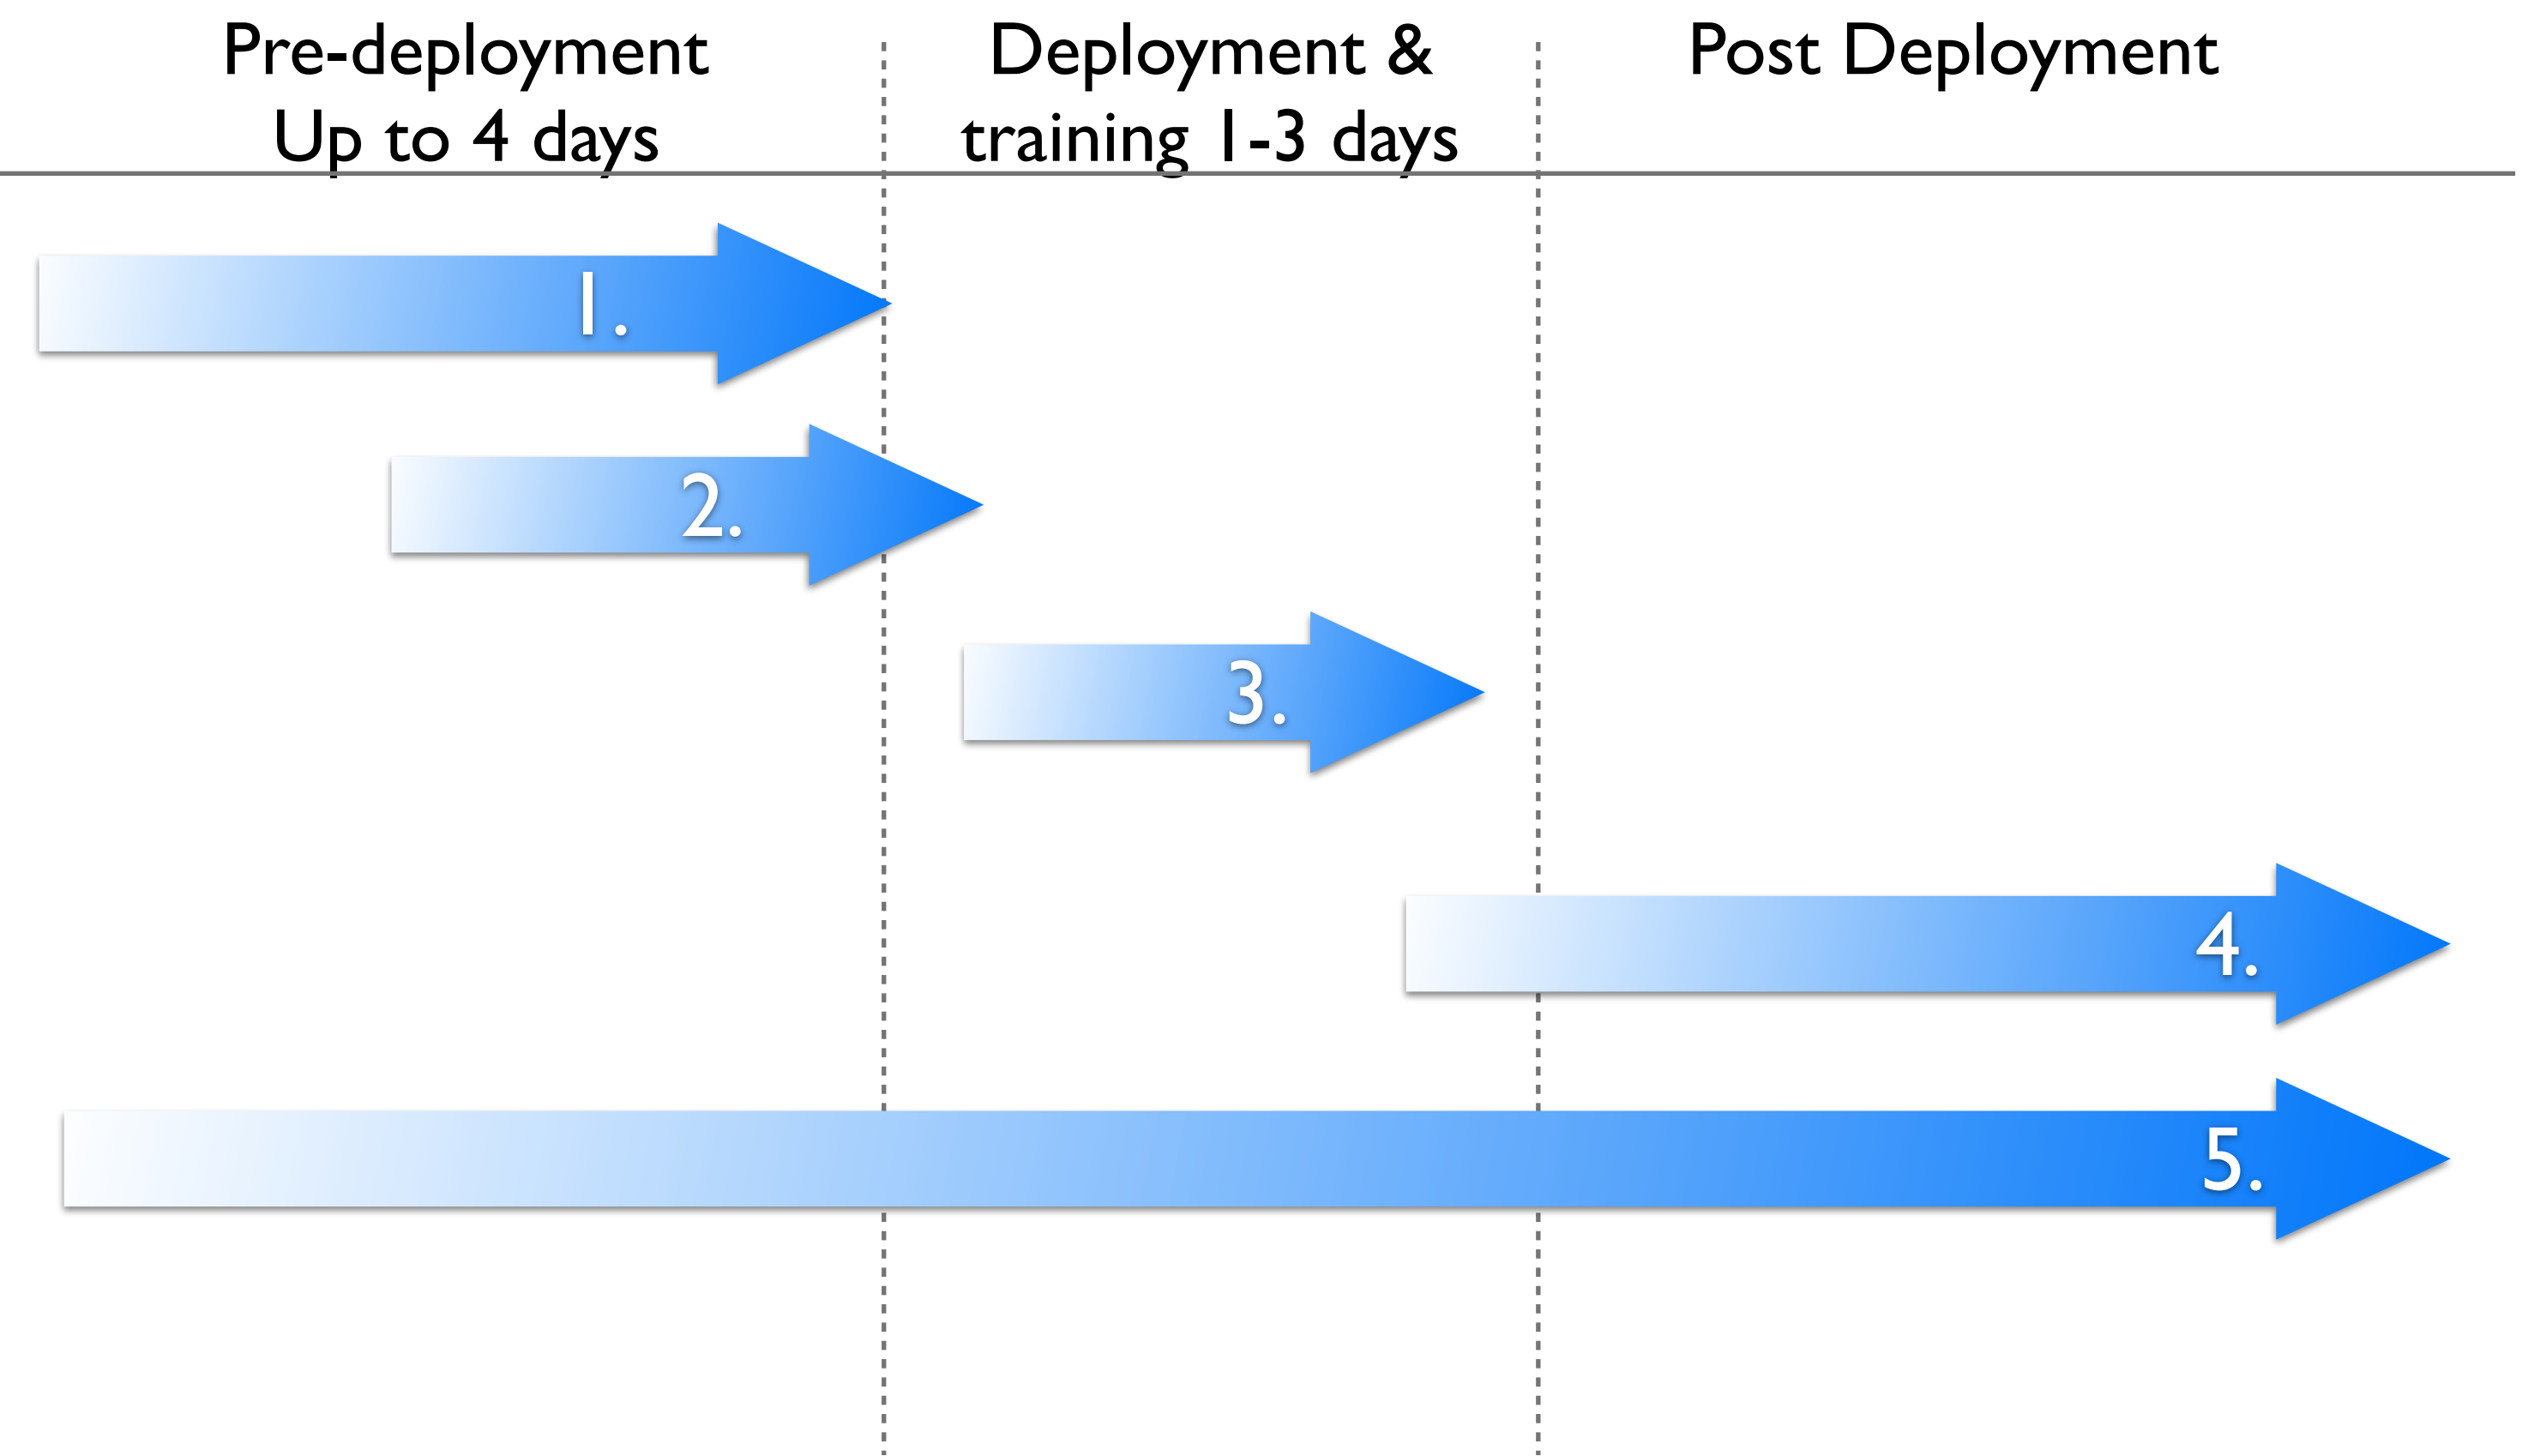 Pre-deployment
Up to 4 days
Deployment &
training 1-3 days
Post Deployment
1.
2.
3.
4.
5.